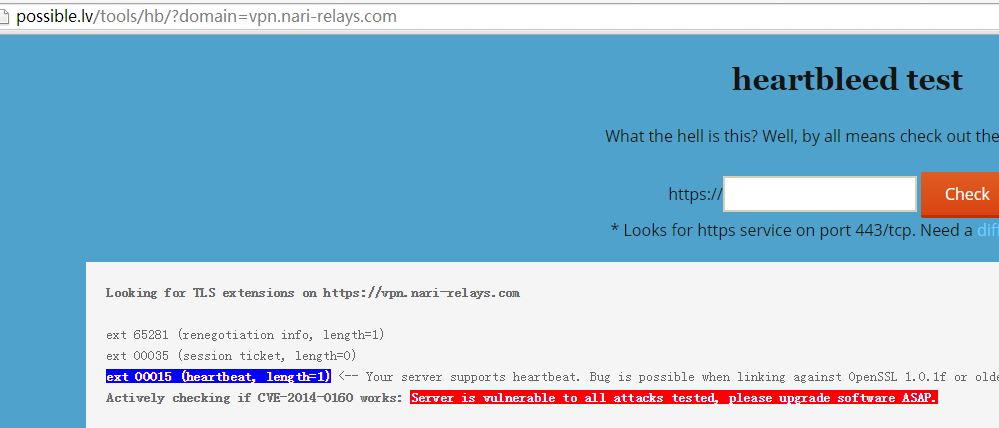 possible.lv/tools/hb/?domain=vpn.nari-relays.com
heartbleed test
What the hell is this? Well, by all means check out the
https://
Check
* Looks for https service on port 443/tcp. Need a diff
Looking for TLS extensions on https://vpn.nari-relays.com
ext 65281 (renegotiation info, length=1)
ext 00035 (session ticket, length=0)
ext 00015 (heartbeat, length=1) <-- Your server supports heartbeat. Bug is possible when linking against OpenSSL 1.0.1f or olde
Actively checking if CVE-2014-0160 works: Server is vulnerable to all attacks tested, please upgrade software ASAP.